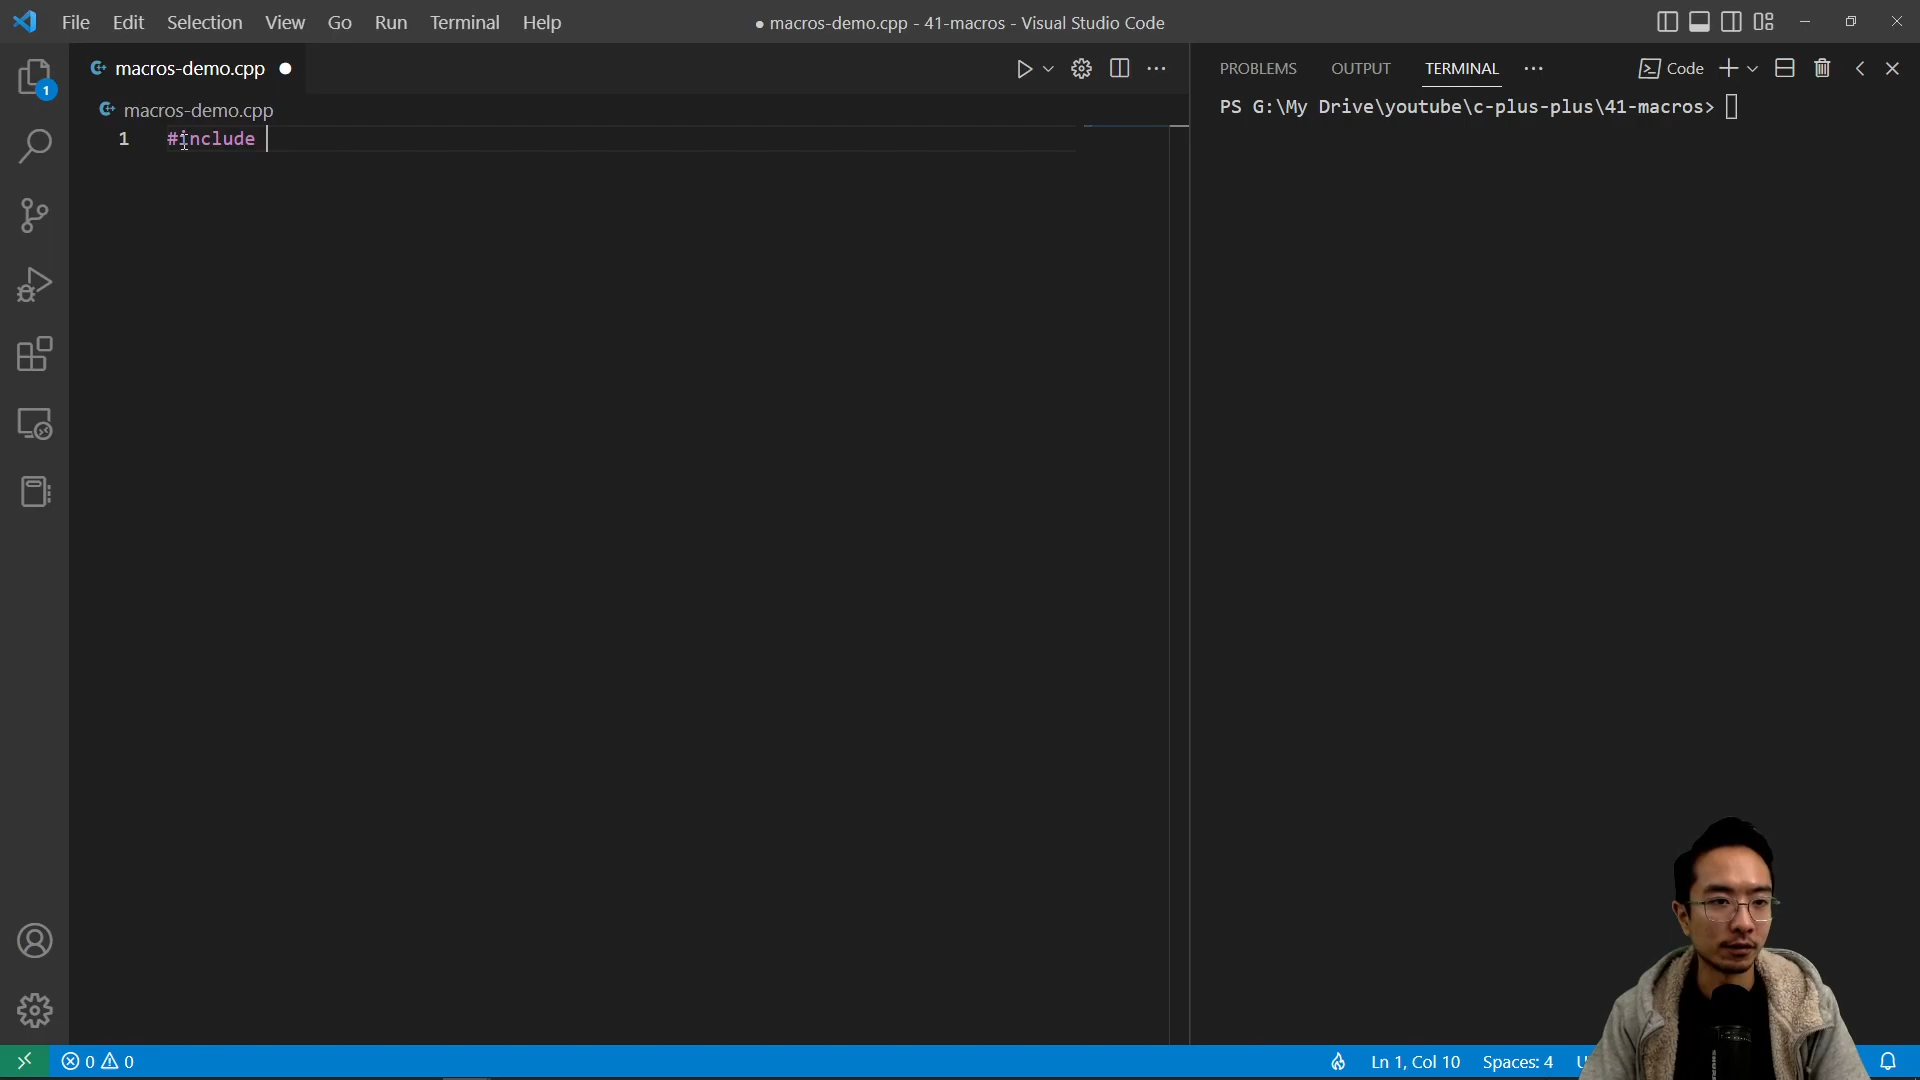 File Edit Selection View Go Run Terminal Help
● macros-demo.cpp - 41-macros - Visual Studio Code
macros-demo.cpp ●
PROBLEMS OUTPUT TERMINAL ··· Code
1
macros-demo.cpp
PS G:\My Drive\youtube\c-plus-plus\41-macros>
1 #include
0 0
Ln 1, Col 10 Spaces: 4